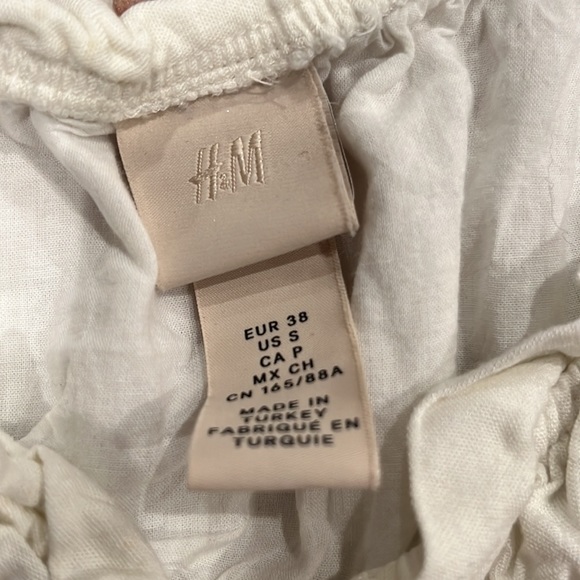 H&M
EUR 38
US S
CA P
MX CH
CN 165/88A
MADE IN
TURKEY
FABRIQUÉ EN
TURQUIE